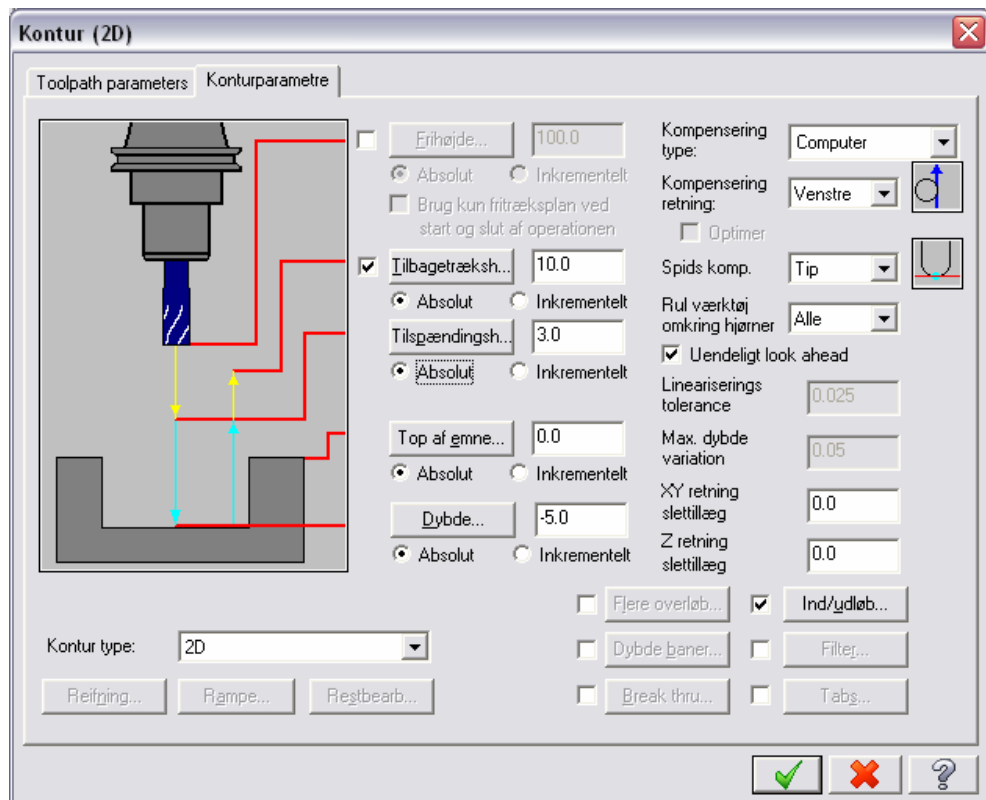 Kontur (2D)
Toolpath parameters
Konturparametre
Frihøjde...
100.0
Absolut
Inkrementelt
Brug kun fritræksplan ved
start og slut af operationen
Tilbagetræksh...
10.0
Absolut
Inkrementelt
Tilspændingsh...
3.0
Absolut
Inkrementelt
Top af emne...
0.0
Absolut
Inkrementelt
Dybde...
-5.0
Absolut
Inkrementelt
Kompensering
type:
Computer
Kompensering
retning:
Venstre
Optimer
Spids komp.
Tip
Rul værktøj
omkring hjørner
Alle
Uendeligt look ahead
Lineariserings
tolerance
0.025
Max. dybde
variation
0.05
XY retning
slettillæg
0.0
Z retning
slettillæg
0.0
Flere overløb...
Ind/udløb...
Kontur type:
2D
Dybde baner...
Filter...
Reifning...
Rampe...
Restbearb...
Break thru...
Tabs...